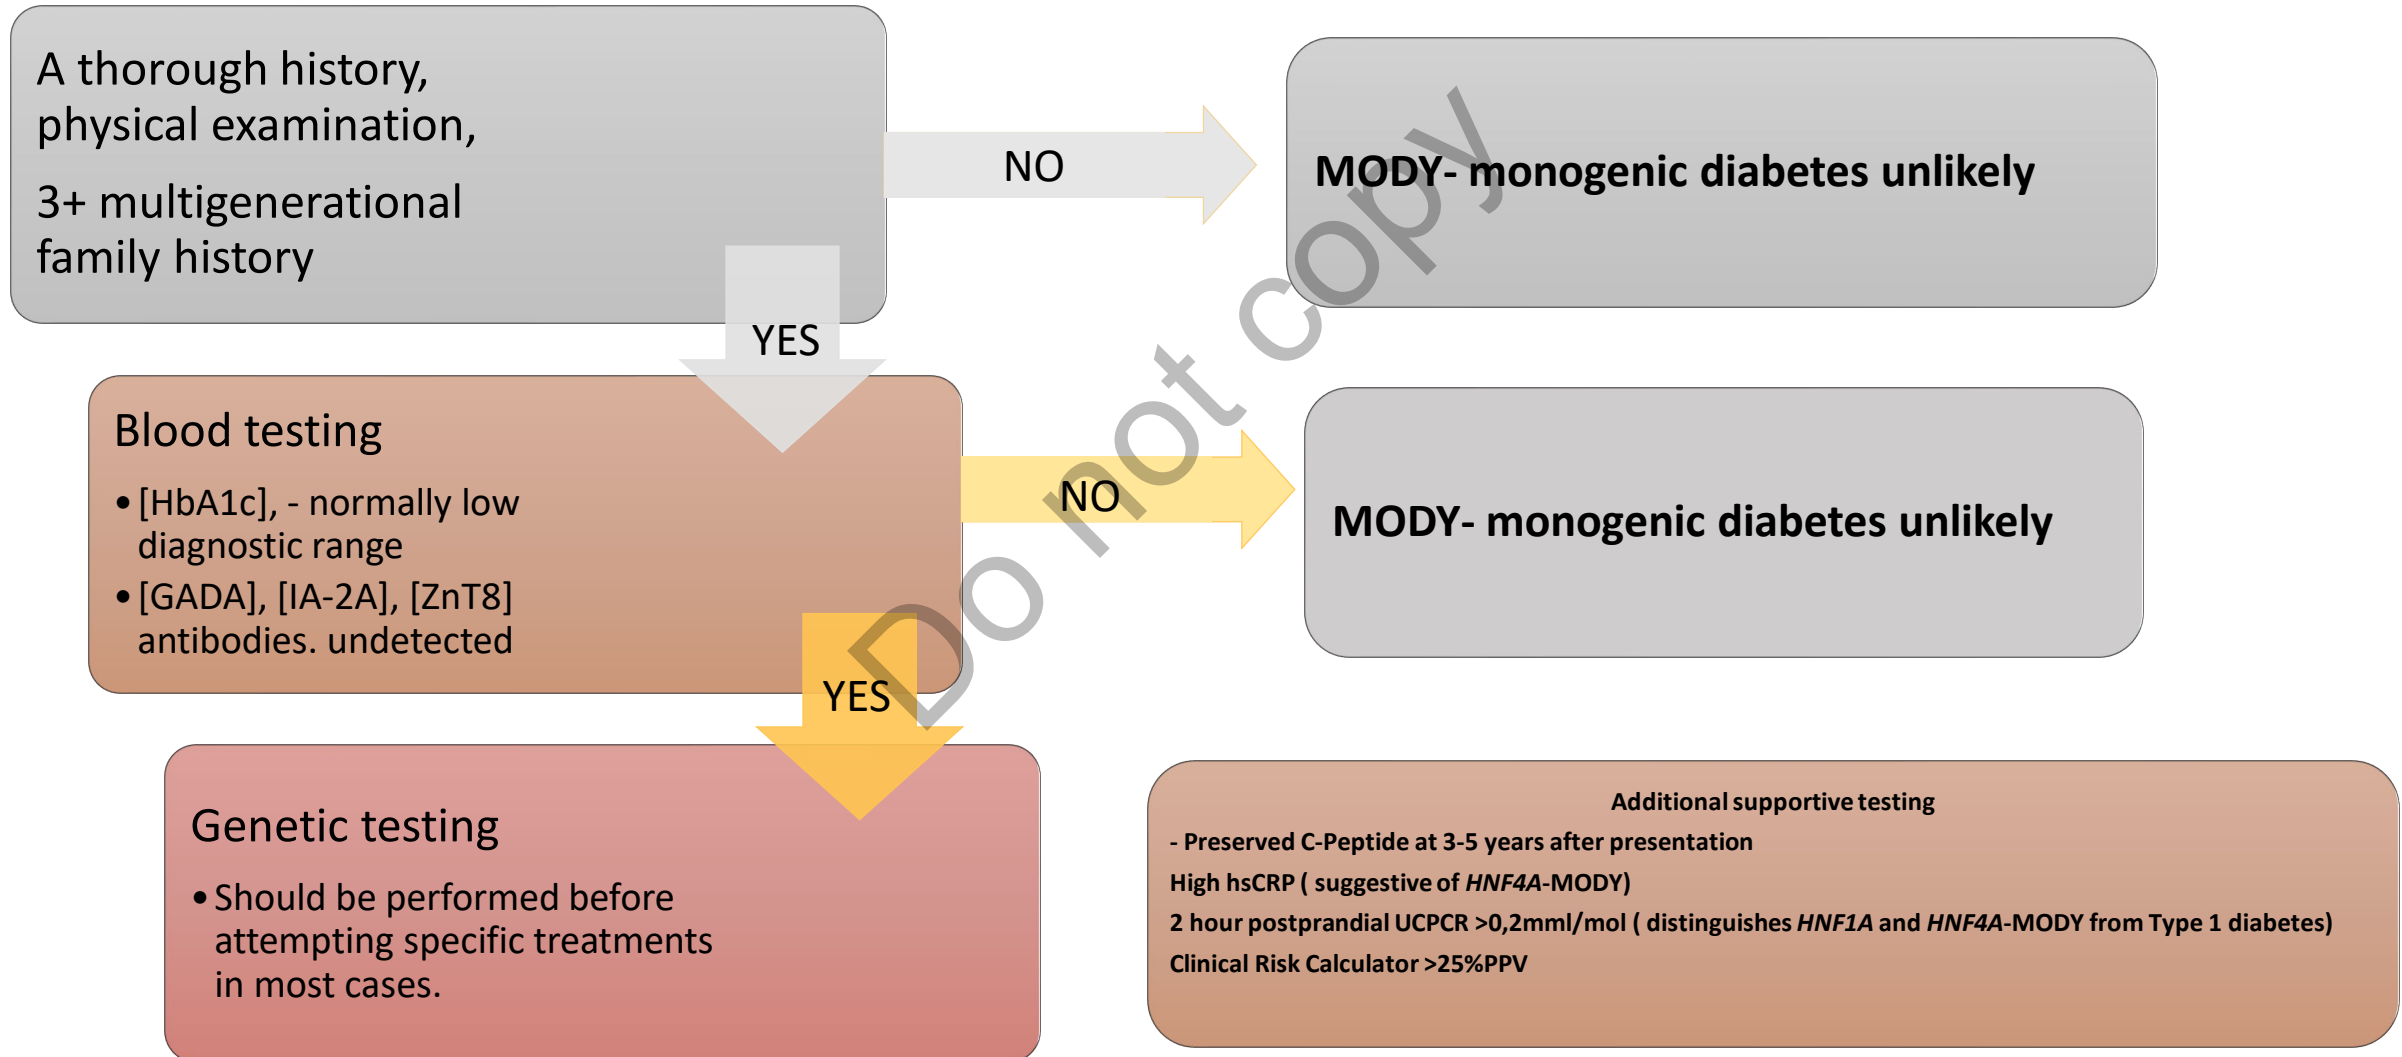 A thorough history,
physical examination,
3+ multigenerational
family history
NO
MODY- monogenic diabetes unlikely
YES
Blood testing
• [HbA1c], - normally low
diagnostic range
• [GADA], [IA-2A], [ZnT8]
antibodies. undetected
NO
MODY- monogenic diabetes unlikely
YES
Genetic testing
• Should be performed before
attempting specific treatments
in most cases.
Additional supportive testing
- Preserved C-Peptide at 3-5 years after presentation
High hsCRP ( suggestive of HNF4A-MODY)
2 hour postprandial UCPCR >0,2mml/mol ( distinguishes HNF1A and HNF4A-MODY from Type 1 diabetes)
Clinical Risk Calculator >25%PPV
Do not copy